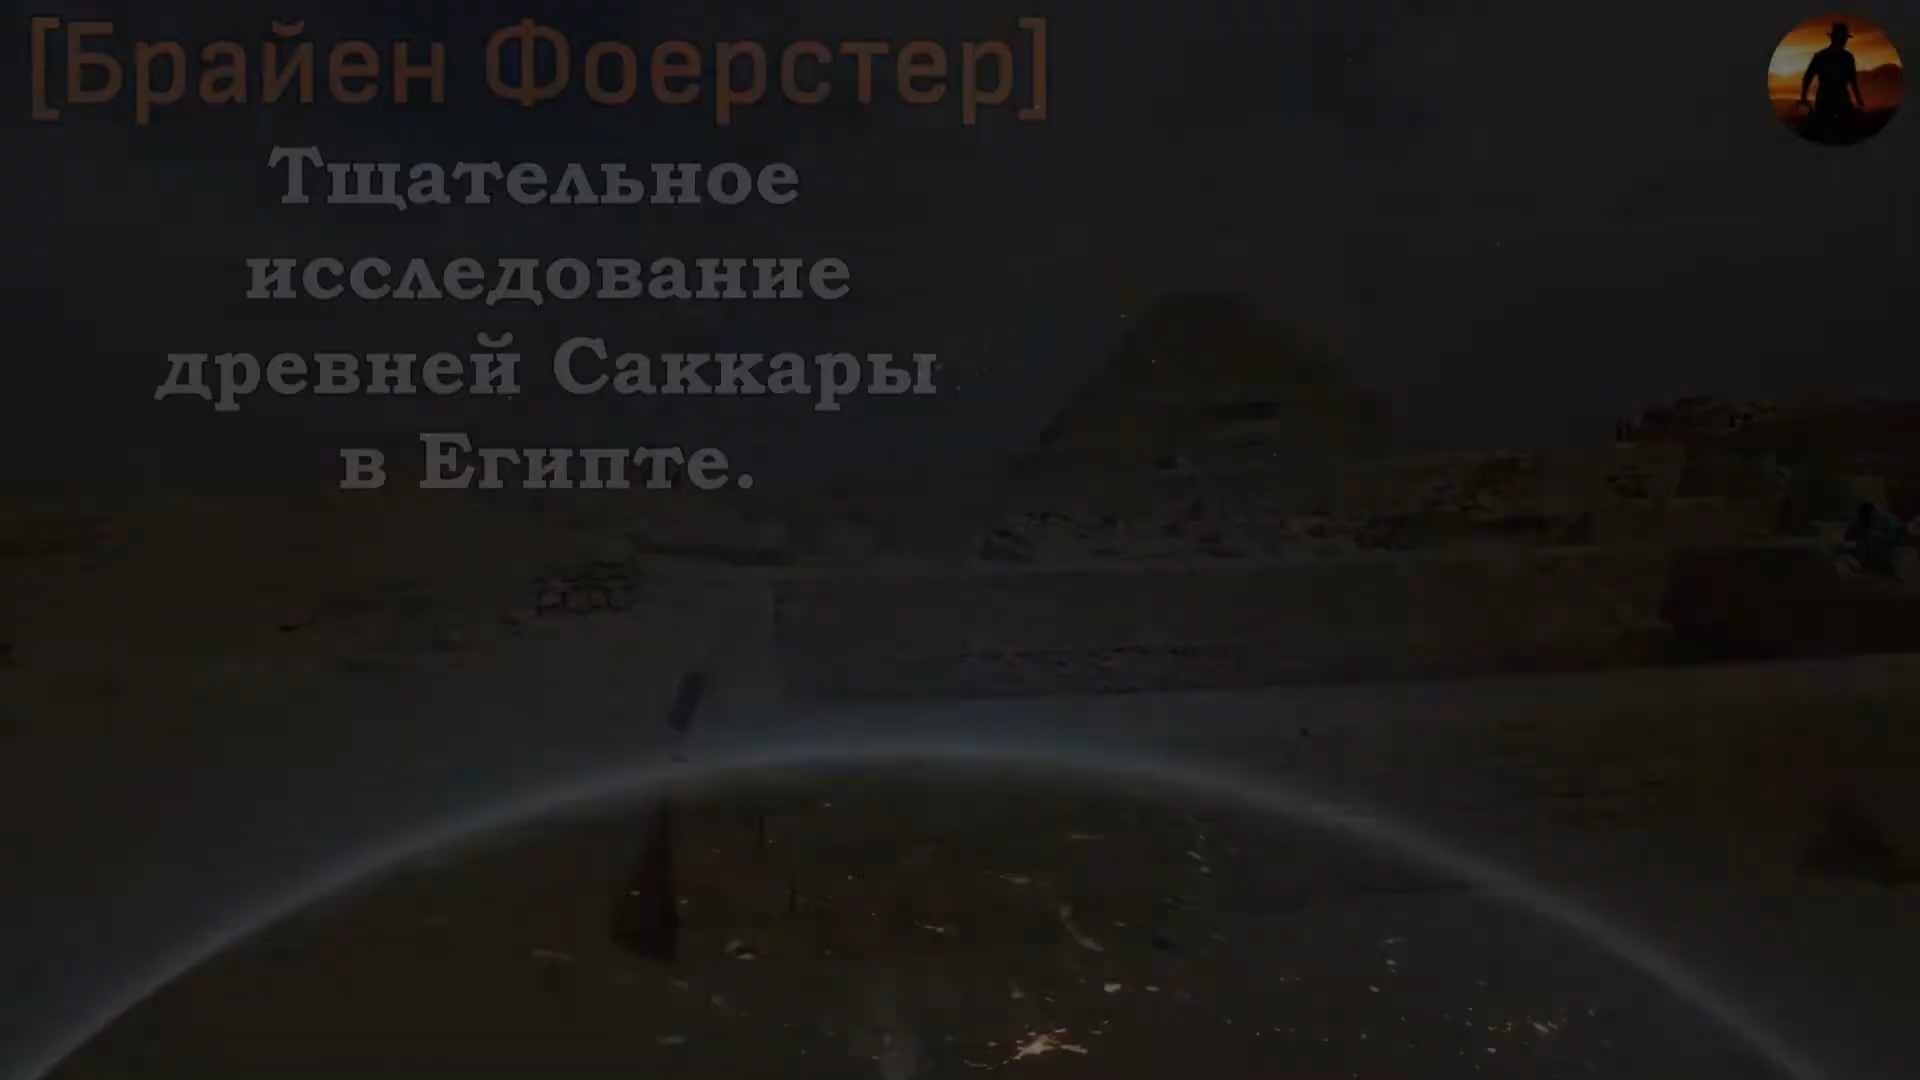 [Брайен Фоерстер]
Тщательное
исследование
древней Саккары
в Египте.